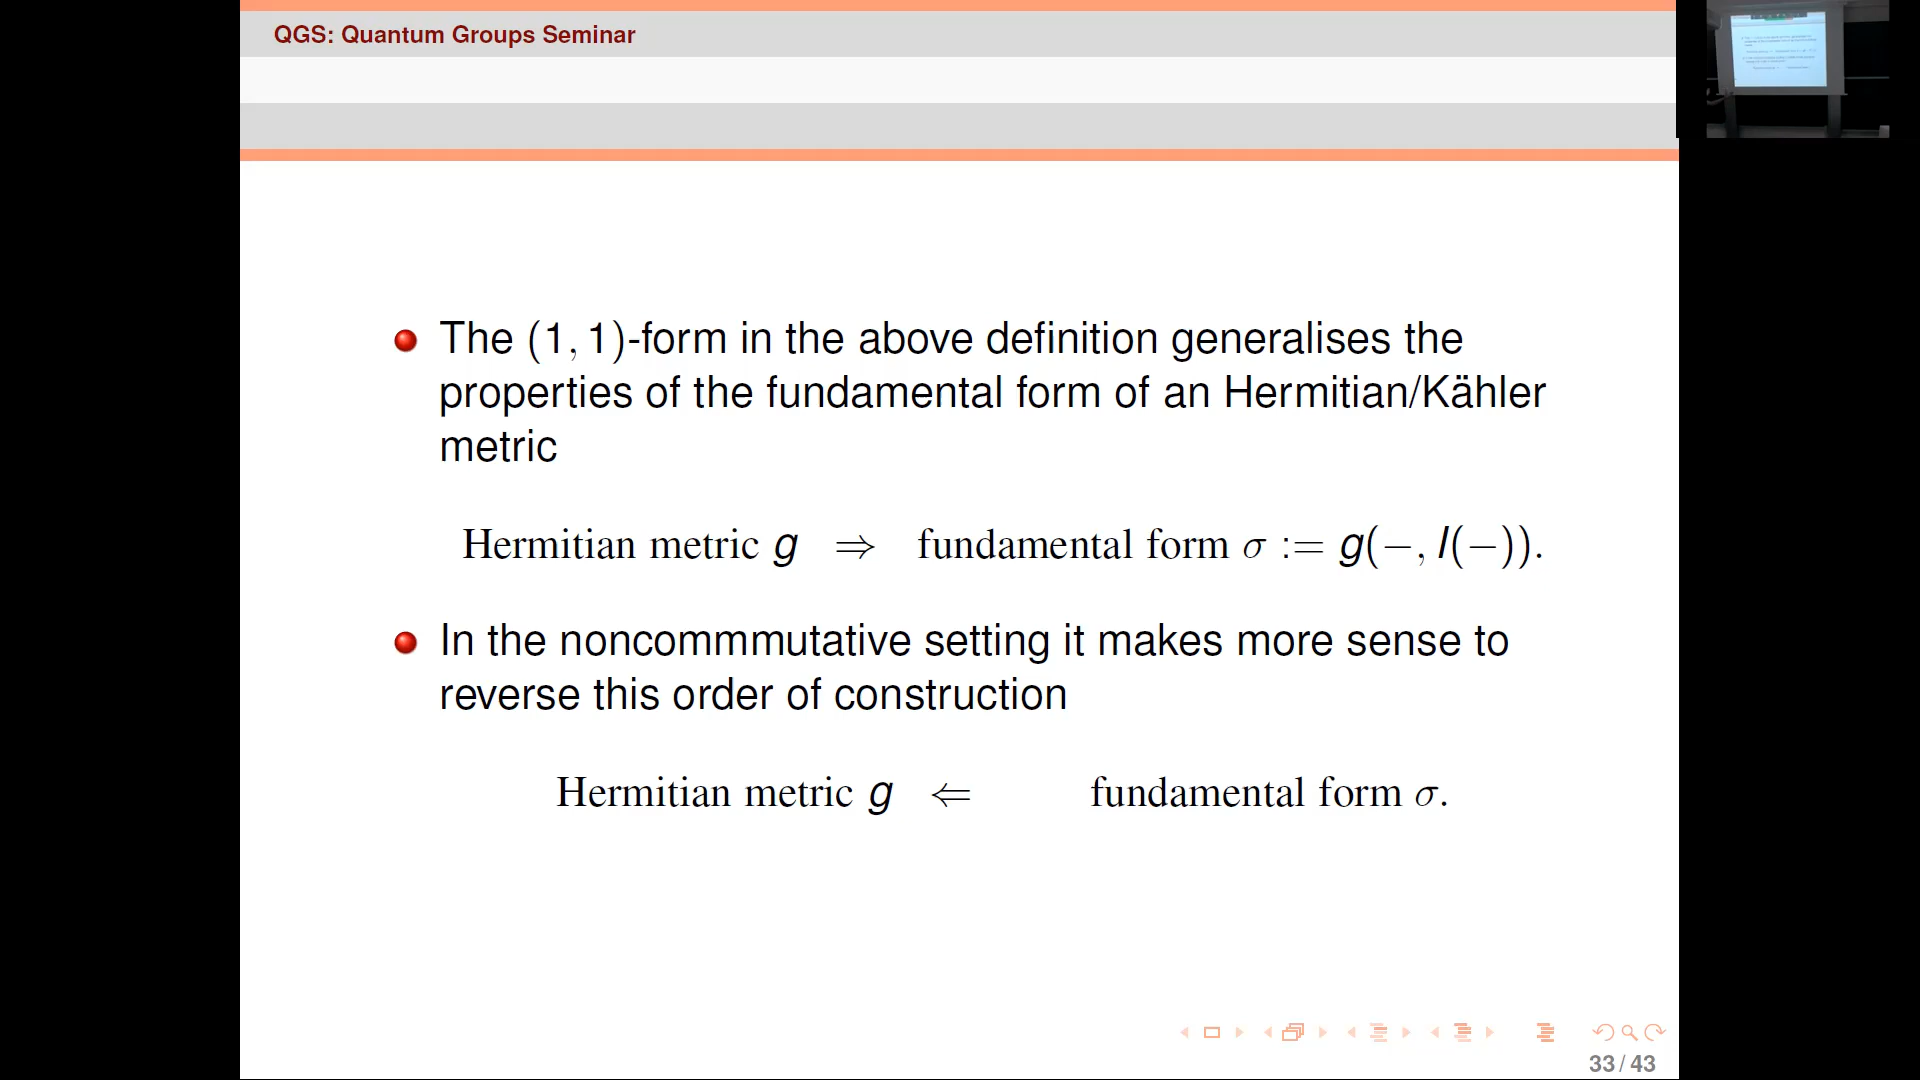 QGS: Quantum Groups Seminar
The (1, 1)-form in the above definition generalises the
properties of the fundamental form of an Hermitian/Kähler
metric
Hermitian metric g ⇒ fundamental form σ := g(−, I(−)).
In the noncommmutative setting it makes more sense to
reverse this order of construction
Hermitian metric g ⇐ fundamental form σ.
33 / 43